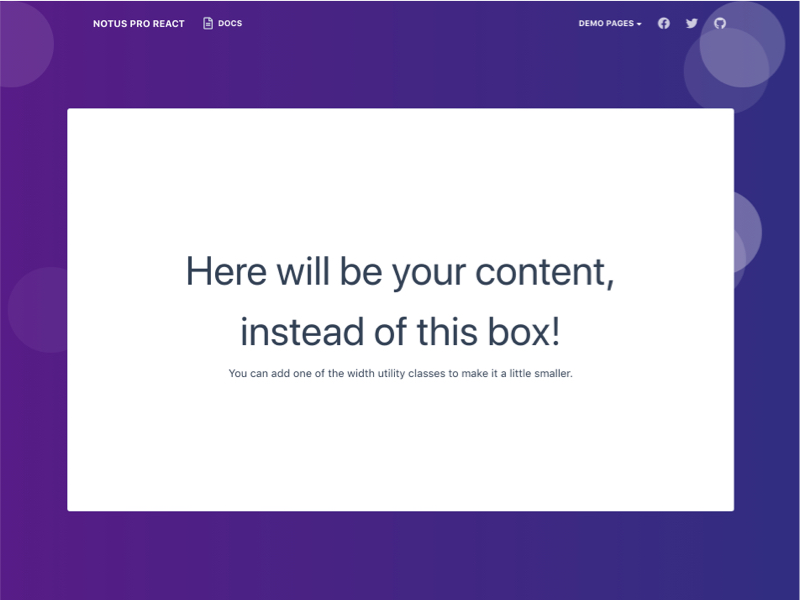 NOTUS PRO REACT DOCS DEMO PAGES
Here will be your content,
instead of this box!
You can add one of the width utility classes to make it a little smaller.